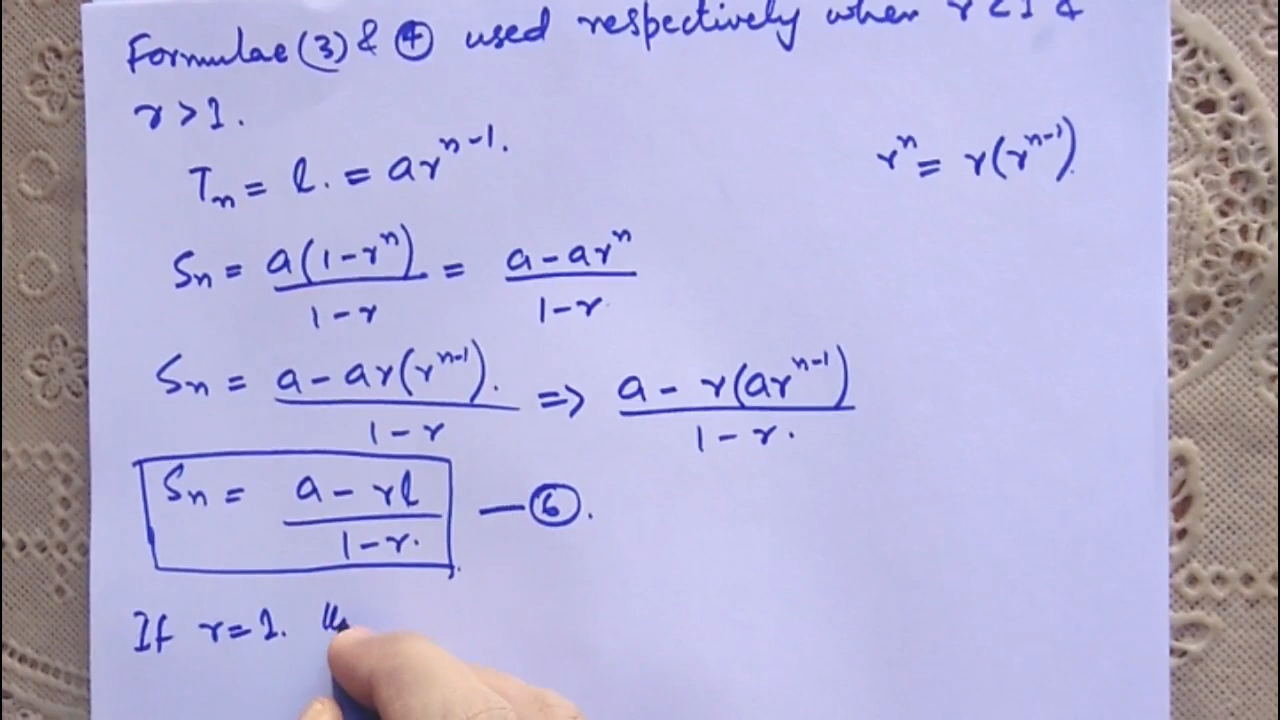 Formulae (3) & ④ used respectively when r < 1 &
r > 1.
Tn = l. = ar^{n-1}.
r^n = r(r^{n-1}).
Sn = a(1-r^n)/1-r = a-ar^n/1-r.
Sn = a-ar(r^{n-1})./1-r => a-r(ar^{n-1})/1-r.
Sn = a-rl/1-r. —⑥.
If r=1.